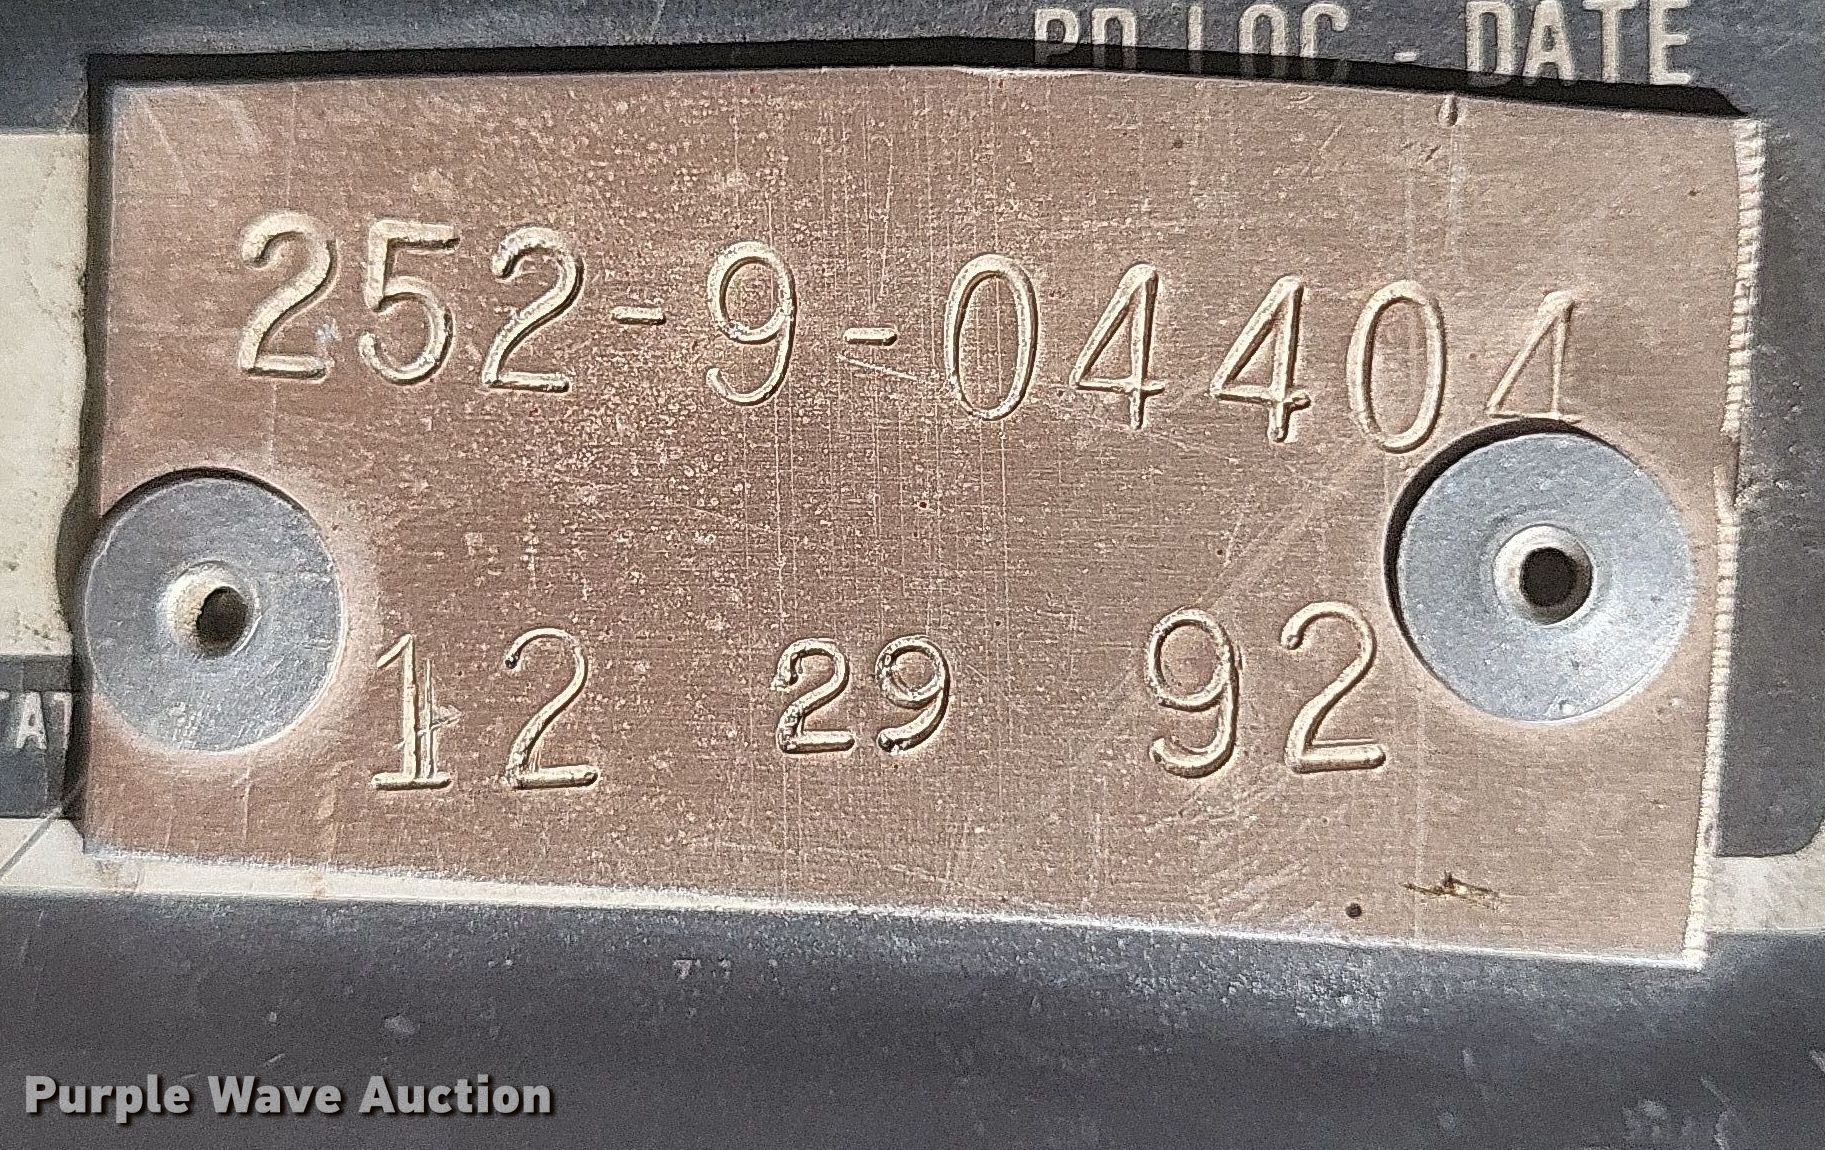 PD LOC - DATE
252-9-04404
12 29 92
Purple Wave Auction